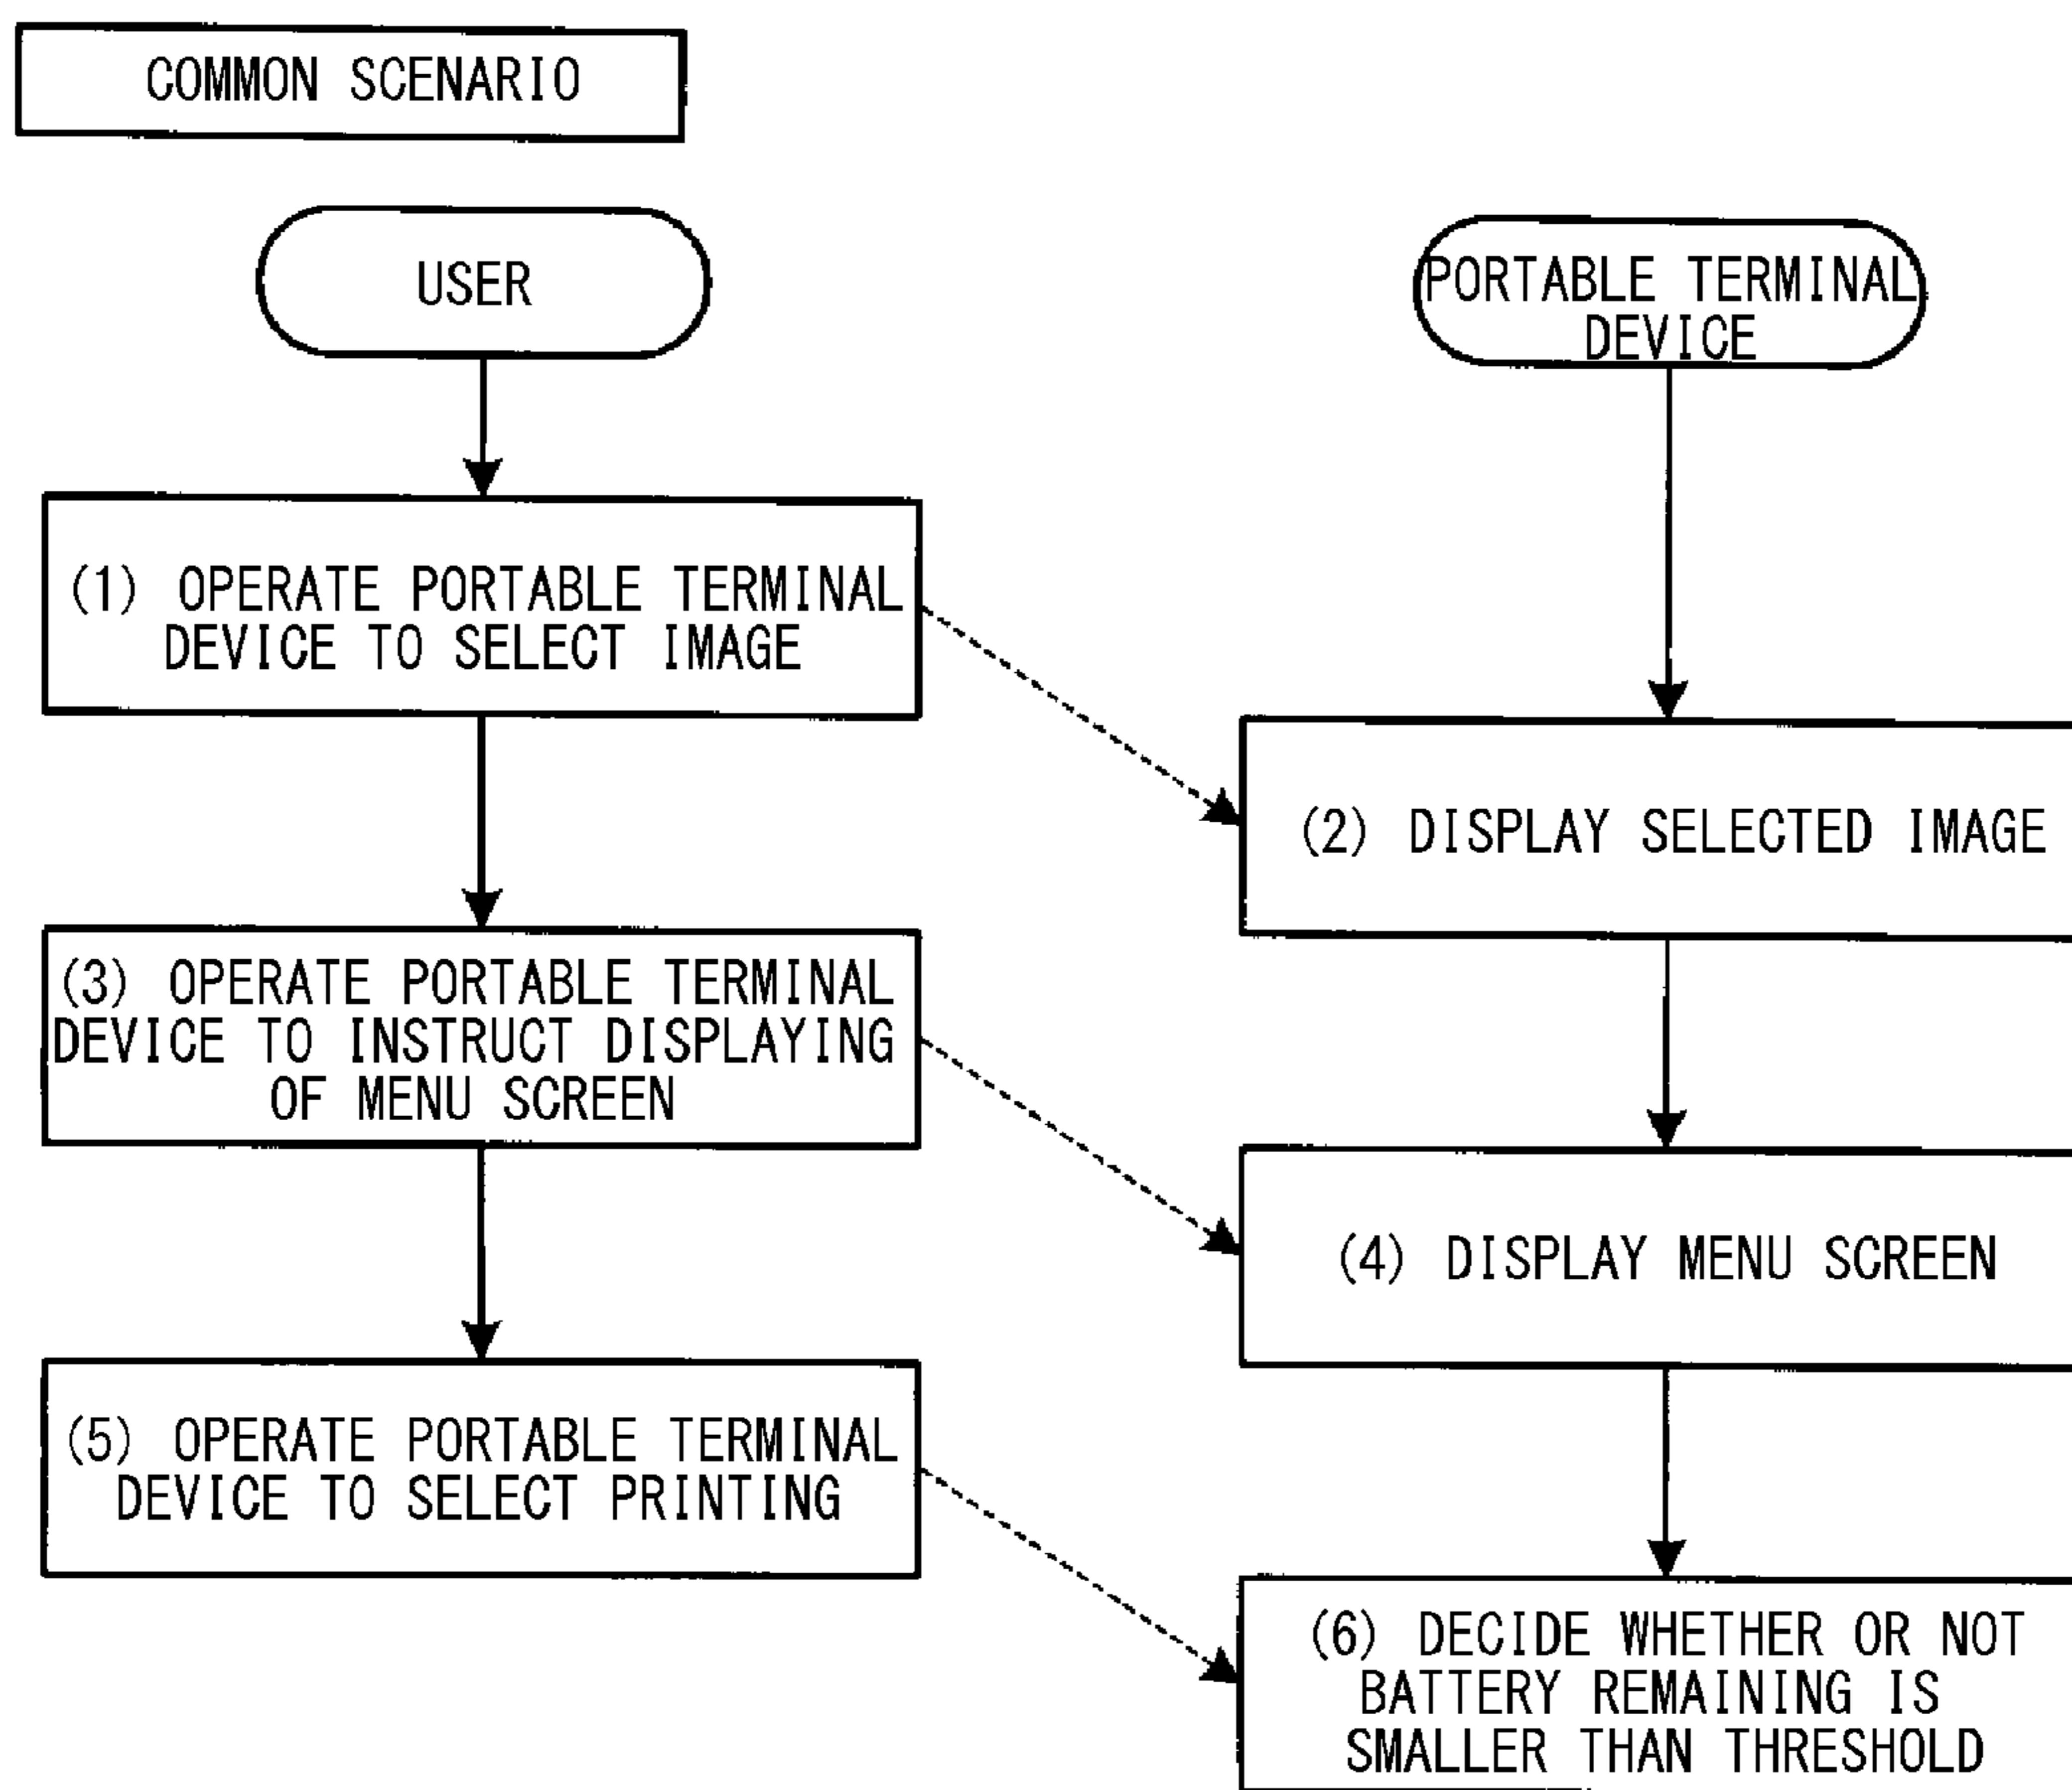 COMMON SCENARIO
USER
PORTABLE TERMINAL
DEVICE
(1) OPERATE PORTABLE TERMINAL
DEVICE TO SELECT IMAGE
(2) DISPLAY SELECTED IMAGE
(3) OPERATE PORTABLE TERMINAL
DEVICE TO INSTRUCT DISPLAYING
OF MENU SCREEN
(4) DISPLAY MENU SCREEN
(5) OPERATE PORTABLE TERMINAL
DEVICE TO SELECT PRINTING
(6) DECIDE WHETHER OR NOT
BATTERY REMAINING IS
SMALLER THAN THRESHOLD